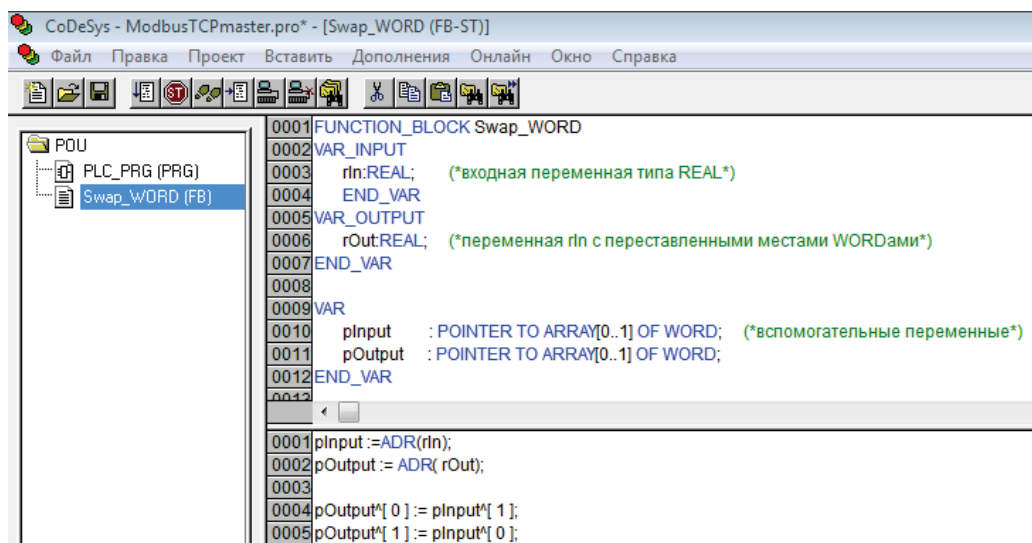 CoDeSys - ModbusTCPmaster.pro* - [Swap_WORD (FB-ST)]
Файл Правка Проект Вставить Дополнения Онлайн Окно Справка
POU
PLC_PRG (PRG)
Swap_WORD (FB)
0001 FUNCTION_BLOCK Swap_WORD
0002 VAR_INPUT
0003 rIn:REAL; (*входная переменная типа REAL*)
0004 END_VAR
0005 VAR_OUTPUT
0006 rOut:REAL; (*переменная rIn с переставленными местами WORDами*)
0007 END_VAR
0008
0009 VAR
0010 pInput : POINTER TO ARRAY[0..1] OF WORD; (*вспомогательные переменные*)
0011 pOutput : POINTER TO ARRAY[0..1] OF WORD;
0012 END_VAR
0013
0001 pInput :=ADR(rIn);
0002 pOutput := ADR( rOut);
0003
0004 pOutput^[ 0 ] := pInput^[ 1 ];
0005 pOutput^[ 1 ] := pInput^[ 0 ];